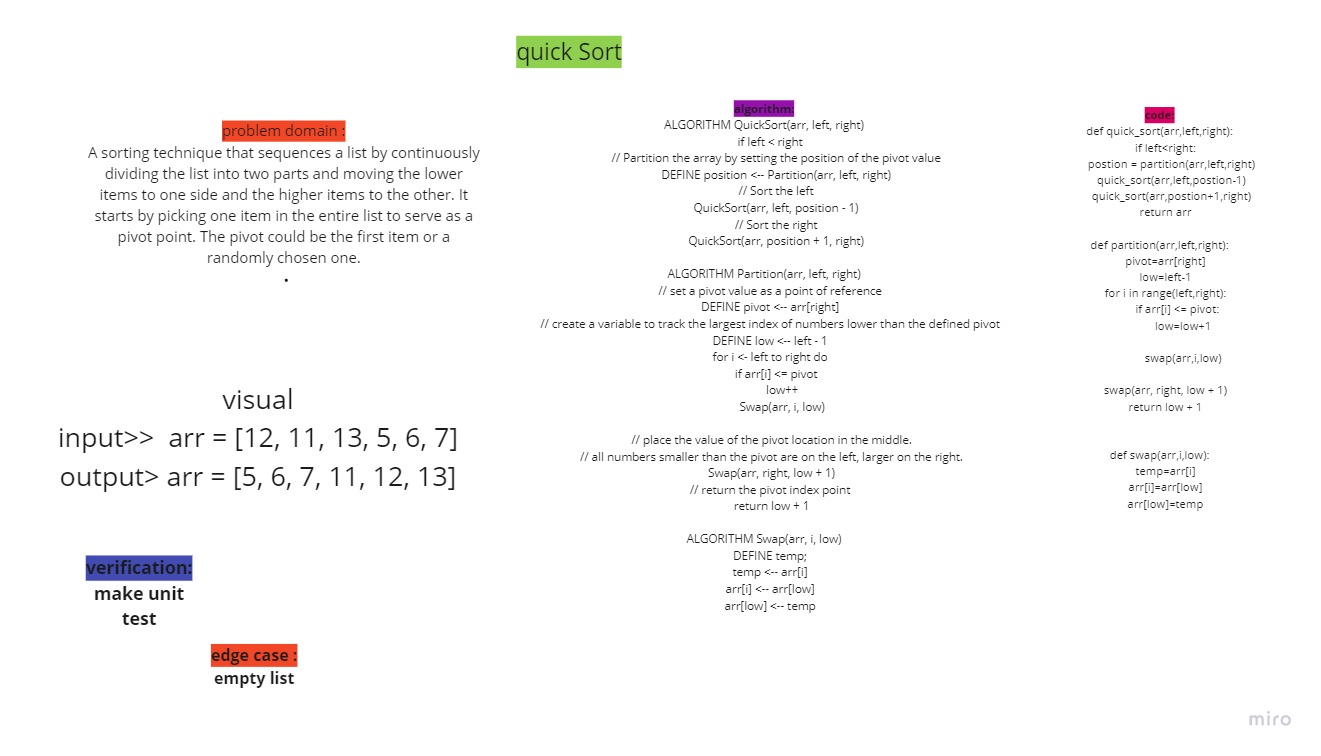 quick Sort
problem domain :
A sorting technique that sequences a list by continuously
dividing the list into two parts and moving the lower
items to one side and the higher items to the other. It
starts by picking one item in the entire list to serve as a
pivot point. The pivot could be the first item or a
randomly chosen one.
.
visual
input>> arr = [12, 11, 13, 5, 6, 7]
output> arr = [5, 6, 7, 11, 12, 13]
verification:
make unit
test
edge case :
empty list
algorithm:
ALGORITHM QuickSort(arr, left, right)
if left < right
// Partition the array by setting the position of the pivot value
DEFINE position <-- Partition(arr, left, right)
// Sort the left
QuickSort(arr, left, position - 1)
// Sort the right
QuickSort(arr, position + 1, right)
ALGORITHM Partition(arr, left, right)
// set a pivot value as a point of reference
DEFINE pivot <-- arr[right]
// create a variable to track the largest index of numbers lower than the defined pivot
DEFINE low <-- left - 1
for i <- left to right do
if arr[i] <= pivot
low++
Swap(arr, i, low)
// place the value of the pivot location in the middle.
// all numbers smaller than the pivot are on the left, larger on the right.
Swap(arr, right, low + 1)
// return the pivot index point
return low + 1
ALGORITHM Swap(arr, i, low)
DEFINE temp;
temp <-- arr[i]
arr[i] <-- arr[low]
arr[low] <-- temp
code:
def quick_sort(arr,left,right):
if left<right:
postion = partition(arr,left,right)
quick_sort(arr,left,postion-1)
quick_sort(arr,postion+1,right)
return arr
def partition(arr,left,right):
pivot=arr[right]
low=left-1
for i in range(left,right):
if arr[i] <= pivot:
low=low+1
swap(arr,i,low)
swap(arr, right, low + 1)
return low + 1
def swap(arr,i,low):
temp=arr[i]
arr[i]=arr[low]
arr[low]=temp
miro